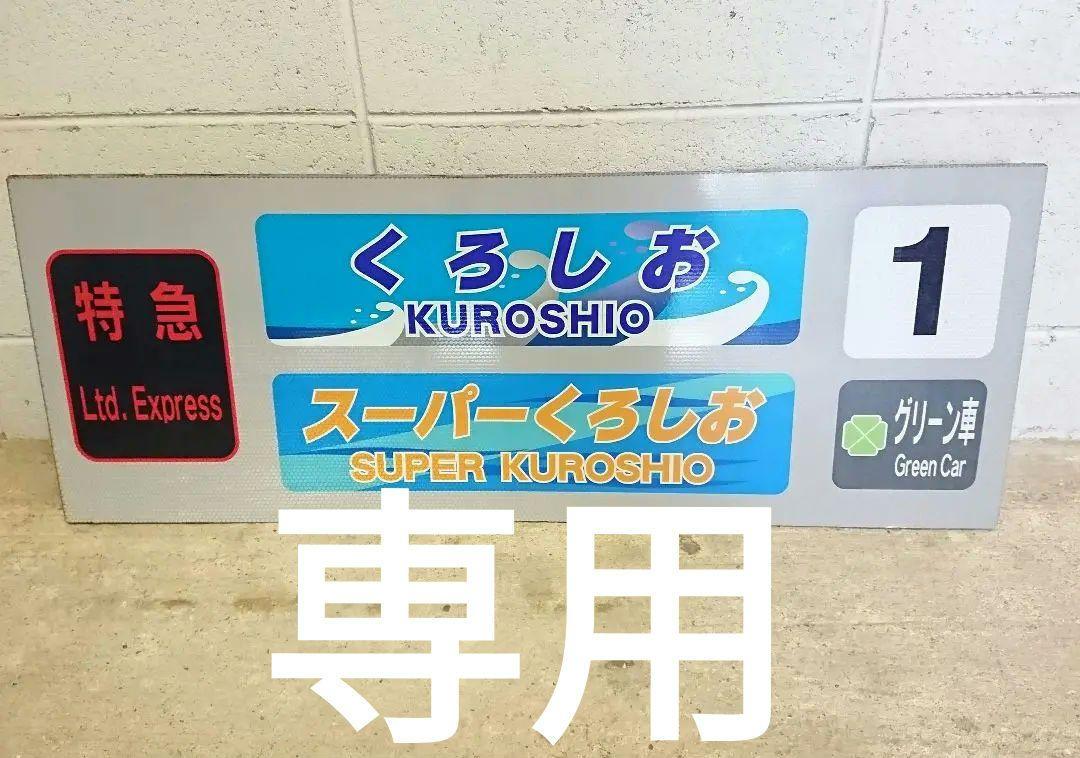 特急
Ltd. Express
くろしお
KUROSHIO
スーパーくろしお
SUPER KUROSHIO
1
グリーン車
Green Car
専用